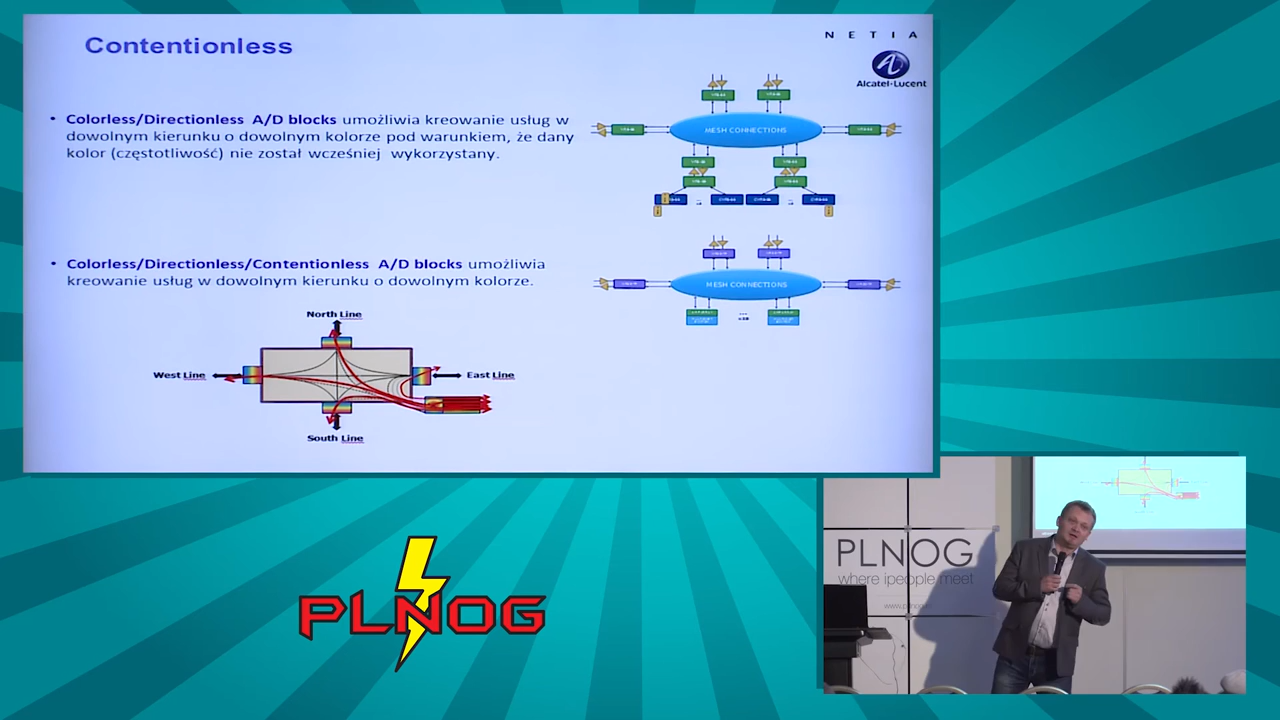 Contentionless
N E T I A
Alcatel·Lucent
• Colorless/Directionless A/D blocks umożliwia kreowanie usług w
dowolnym kierunku o dowolnym kolorze pod warunkiem, że dany
kolor (częstotliwość) nie został wcześniej wykorzystany.
MESH CONNECTIONS
• Colorless/Directionless/Contentionless A/D blocks umożliwia
kreowanie usług w dowolnym kierunku o dowolnym kolorze.
MESH CONNECTIONS
North Line
West Line
East Line
South Line
PLNOG
PLNOG
where ipeople meet